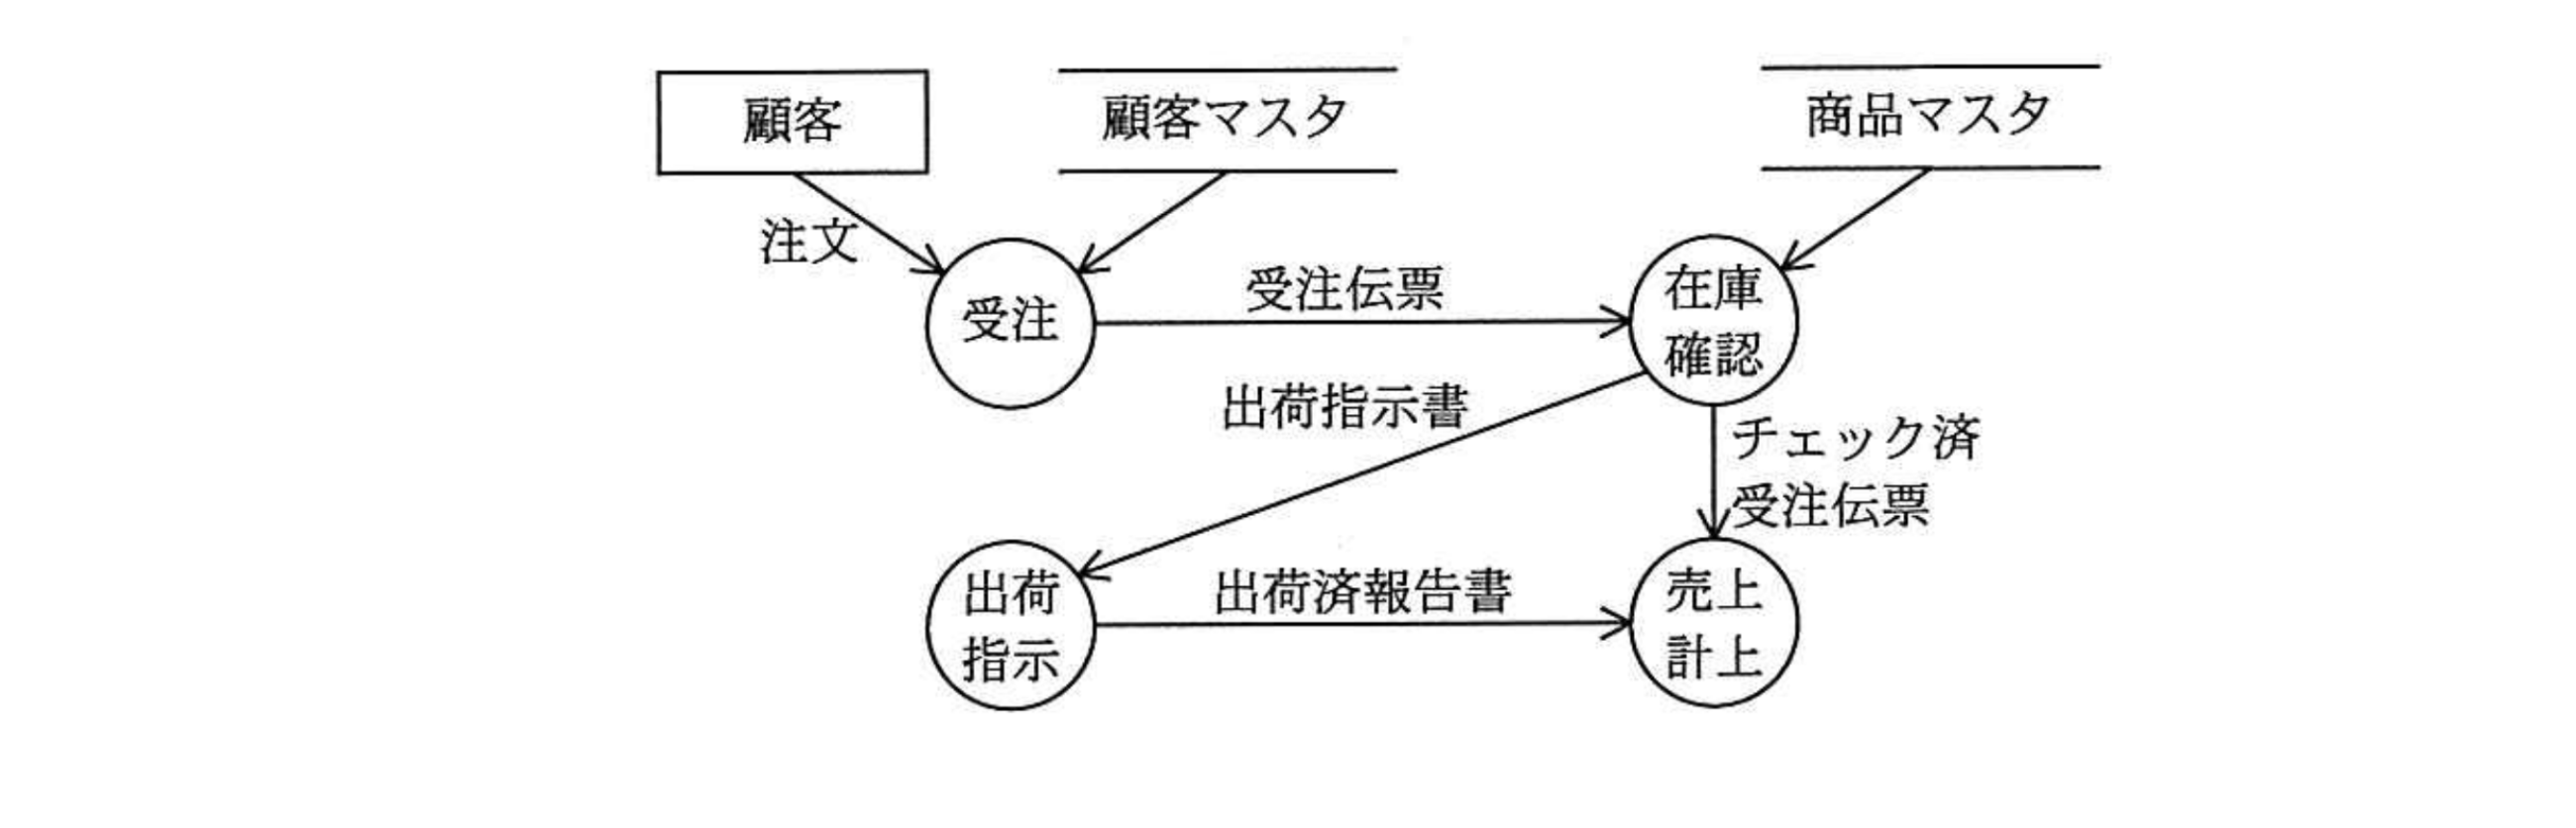 顧客
顧客マスタ
商品マスタ
注文
受注
受注伝票
在庫
確認
出荷指示書
チェック済
受注伝票
出荷
指示
出荷済報告書
売上
計上